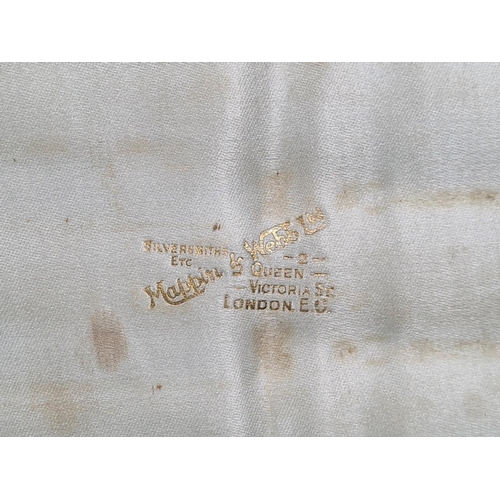 SILVERSMITHS
ETC
Mappin & Webb Ltd
2
QUEEN
VICTORIA St
LONDON. E.C.